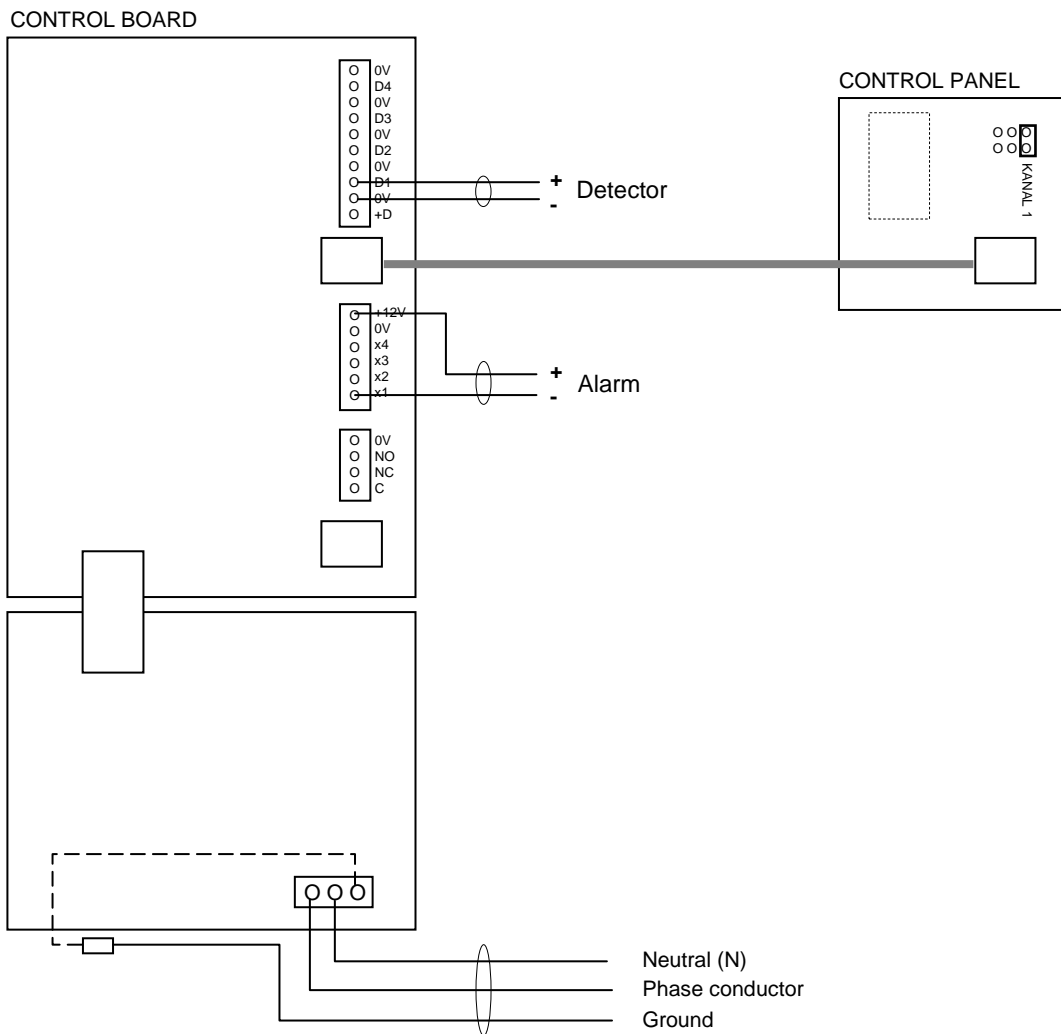 CONTROL BOARD
0V
D4
0V
D3
0V
D2
0V
D1
0V
+D
+ Detector
-
CONTROL PANEL
KANAL 1
+12V
0V
x4
x3
x2
x1
+ Alarm
-
0V
NO
NC
C
Neutral (N)
Phase conductor
Ground